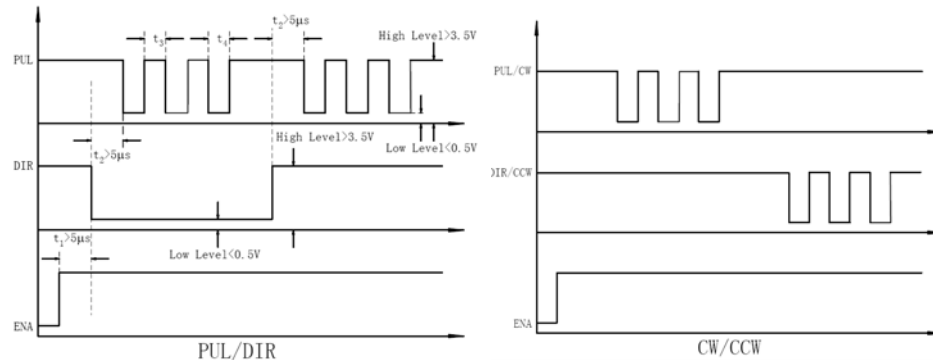 t₂>5μs
High Level>3.5V
t₃
t₄
PUL
High Level>3.5V
Low Level<0.5V
t₂>5μs
DIR
t₁>5μs
Low Level<0.5V
ENA
PUL/DIR
PUL/CW
DIR/CCW
ENA
CW/CCW